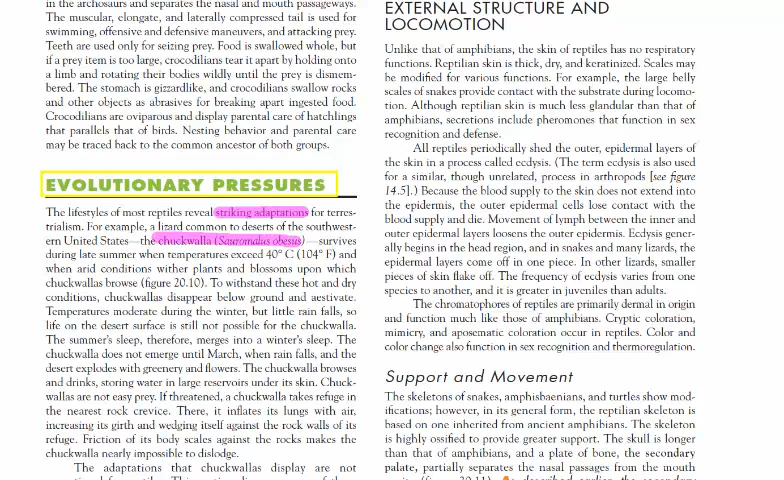 in the archosaurs and separates the nasal and mouth passageways.
The muscular, elongate, and laterally compressed tail is used for
swimming, offensive and defensive maneuvers, and attacking prey.
Teeth are used only for seizing prey. Food is swallowed whole, but
if a prey item is too large, crocodilians tear it apart by holding onto
a limb and rotating their bodies wildly until the prey is dismem-
bered. The stomach is gizzardlike, and crocodilians swallow rocks
and other objects as abrasives for breaking apart ingested food.
Crocodilians are oviparous and display parental care of hatchlings
that parallels that of birds. Nesting behavior and parental care
may be traced back to the common ancestor of both groups.
EVOLUTIONARY PRESSURES
The lifestyles of most reptiles reveal striking adaptations for terres-
trialism. For example, a lizard common to deserts of the southwest-
ern United States—the chuckwalla (Sauromalus obesus)—survives
during late summer when temperatures exceed 40° C (104° F) and
when arid conditions wither plants and blossoms upon which
chuckwallas browse (figure 20.10). To withstand these hot and dry
conditions, chuckwallas disappear below ground and aestivate.
Temperatures moderate during the winter, but little rain falls, so
life on the desert surface is still not possible for the chuckwalla.
The summer's sleep, therefore, merges into a winter's sleep. The
chuckwalla does not emerge until March, when rain falls, and the
desert explodes with greenery and flowers. The chuckwalla browses
and drinks, storing water in large reservoirs under its skin. Chuck-
wallas are not easy prey. If threatened, a chuckwalla takes refuge in
the nearest rock crevice. There, it inflates its lungs with air,
increasing its girth and wedging itself against the rock walls of its
refuge. Friction of its body scales against the rocks makes the
chuckwalla nearly impossible to dislodge.
The adaptations that chuckwallas display are not
EXTERNAL STRUCTURE AND
LOCOMOTION
Unlike that of amphibians, the skin of reptiles has no respiratory
functions. Reptilian skin is thick, dry, and keratinized. Scales may
be modified for various functions. For example, the large belly
scales of snakes provide contact with the substrate during locomo-
tion. Although reptilian skin is much less glandular than that of
amphibians, secretions include pheromones that function in sex
recognition and defense.
All reptiles periodically shed the outer, epidermal layers of
the skin in a process called ecdysis. (The term ecdysis is also used
for a similar, though unrelated, process in arthropods [see figure
14.5].) Because the blood supply to the skin does not extend into
the epidermis, the outer epidermal cells lose contact with the
blood supply and die. Movement of lymph between the inner and
outer epidermal layers loosens the outer epidermis. Ecdysis gener-
ally begins in the head region, and in snakes and many lizards, the
epidermal layers come off in one piece. In other lizards, smaller
pieces of skin flake off. The frequency of ecdysis varies from one
species to another, and it is greater in juveniles than adults.
The chromatophores of reptiles are primarily dermal in origin
and function much like those of amphibians. Cryptic coloration,
mimicry, and aposematic coloration occur in reptiles. Color and
color change also function in sex recognition and thermoregulation.
Support and Movement
The skeletons of snakes, amphisbaenians, and turtles show mod-
ifications; however, in its general form, the reptilian skeleton is
based on one inherited from ancient amphibians. The skeleton
is highly ossified to provide greater support. The skull is longer
than that of amphibians, and a plate of bone, the secondary
palate, partially separates the nasal passages from the mouth